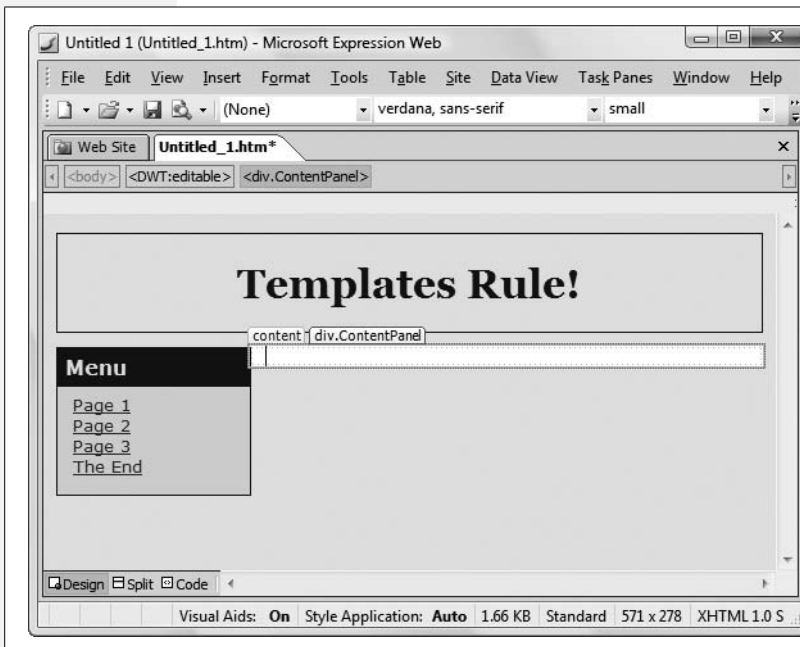 Untitled 1 (Untitled_1.htm) - Microsoft Expression Web
File Edit View Insert Format Tools Table Site Data View Task Panes Window Help
(None) verdana, sans-serif small
Web Site Untitled_1.htm*
<body> <DWT:editable> <div.ContentPanel>
Templates Rule!
content div.ContentPanel
Menu
Page 1
Page 2
Page 3
The End
Design Split Code
Visual Aids: On Style Application: Auto 1.66 KB Standard 571 x 278 XHTML 1.0 S